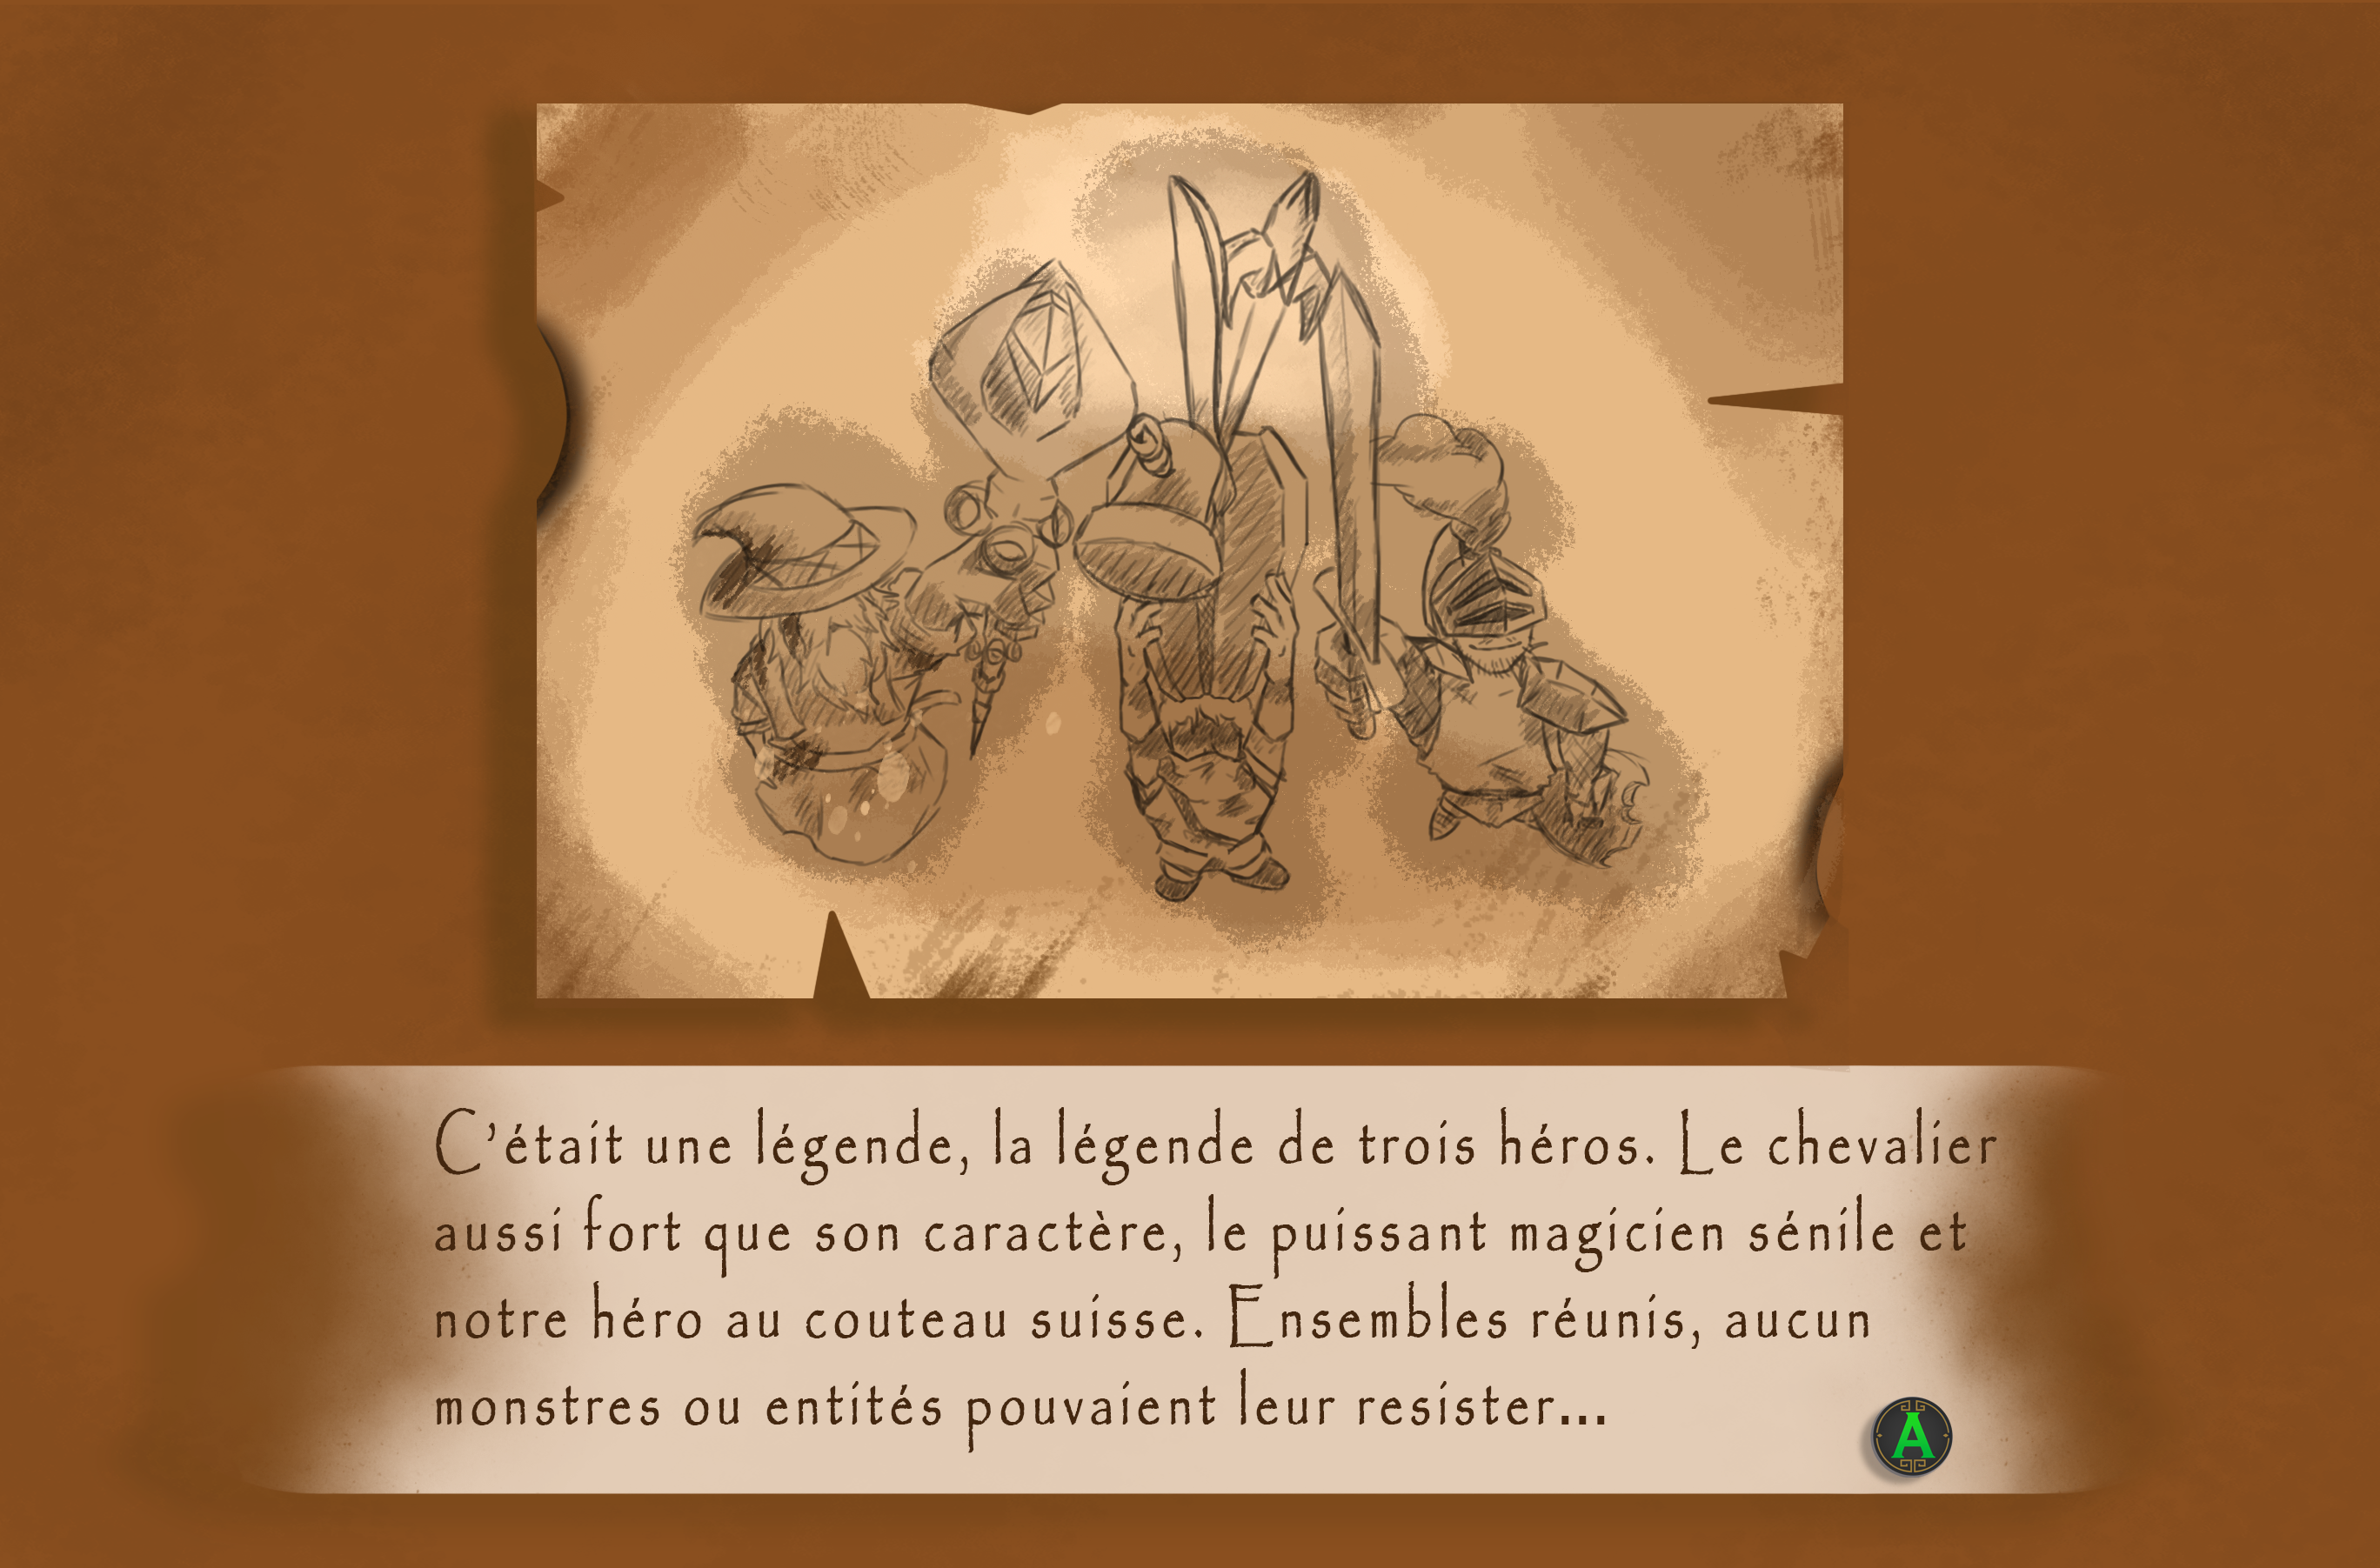 C'était une légende, la légende de trois héros. Le chevalier
aussi fort que son caractère, le puissant magicien sénile et
notre héro au couteau suisse. Ensembles réunis, aucun
monstres ou entités pouvaient leur resister...
A